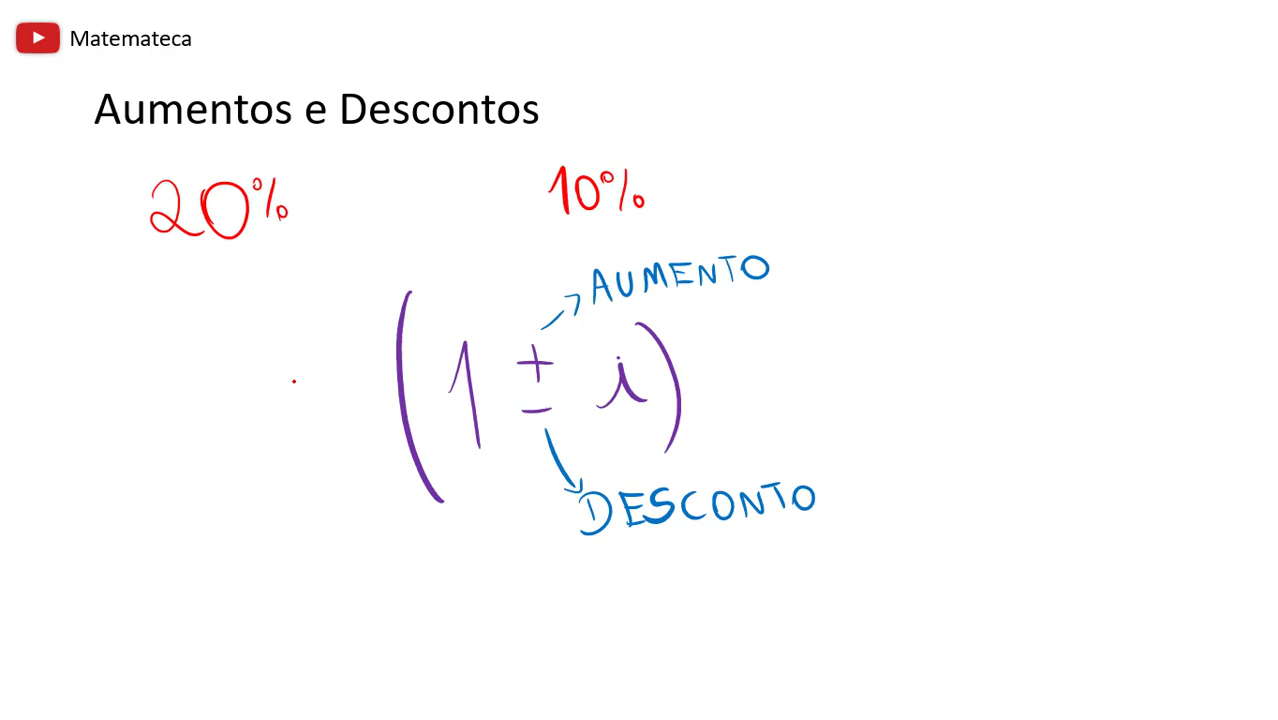 Matemateca
Aumentos e Descontos
20% 10%
AUMENTO
(1 ± i)
DESCONTO